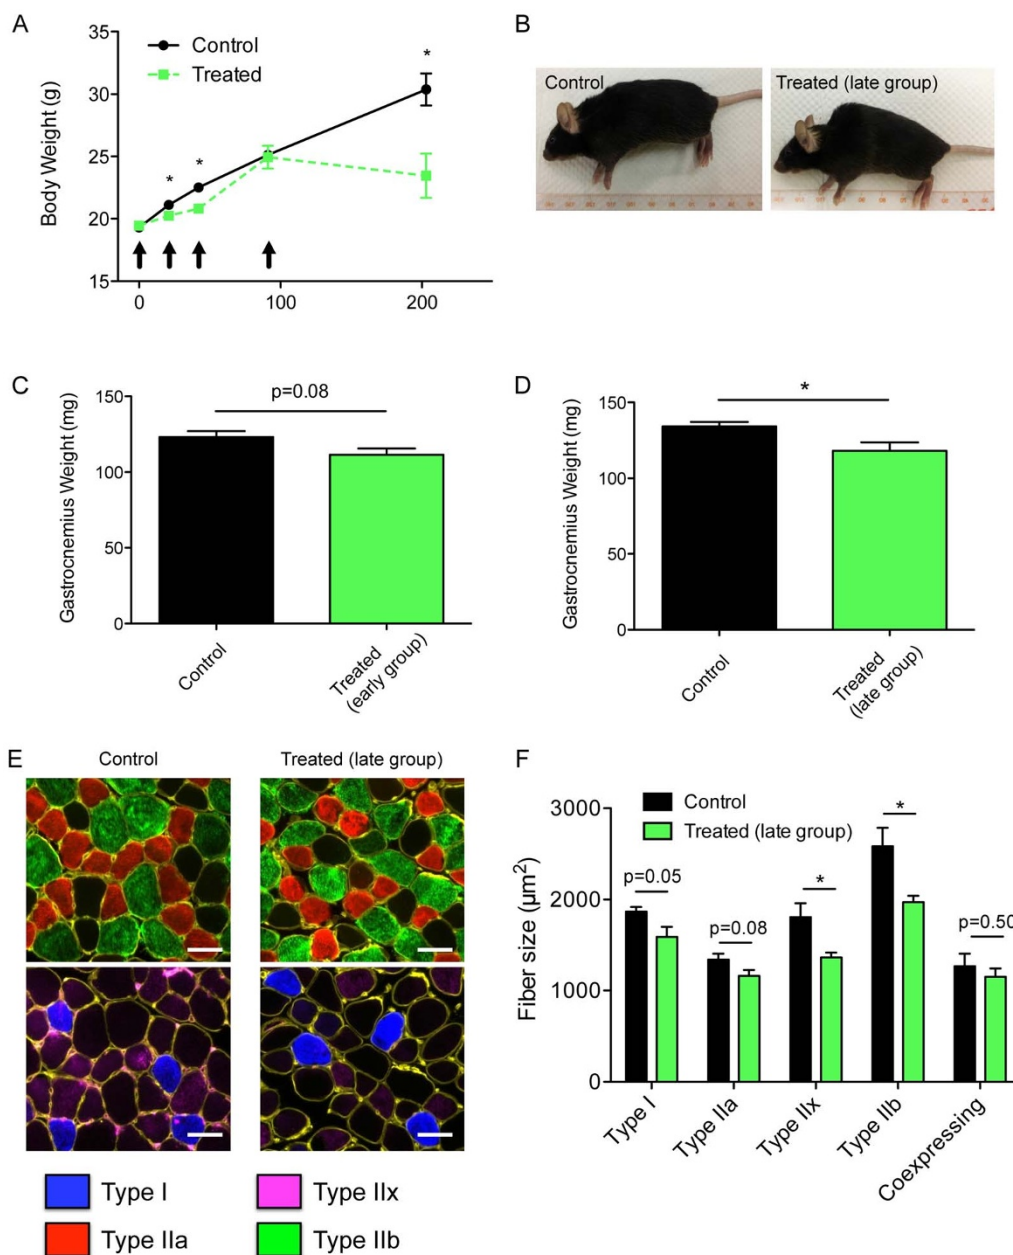 A
Body Weight (g)
35
30
25
20
15
0
100
200
Control
Treated
*
*
*
B
Control
Treated (late group)
C
Gastrocnemius Weight (mg)
150
100
50
0
p=0.08
Control
Treated
(early group)
D
Gastrocnemius Weight (mg)
150
100
50
0
*
Control
Treated
(late group)
E
Control
Treated (late group)
Type I
Type IIx
Type IIa
Type IIb
F
Fiber size (µm²)
3000
2000
1000
0
Control
Treated (late group)
p=0.05
p=0.08
*
*
p=0.50
Type I
Type IIa
Type IIx
Type IIb
Coexpressing